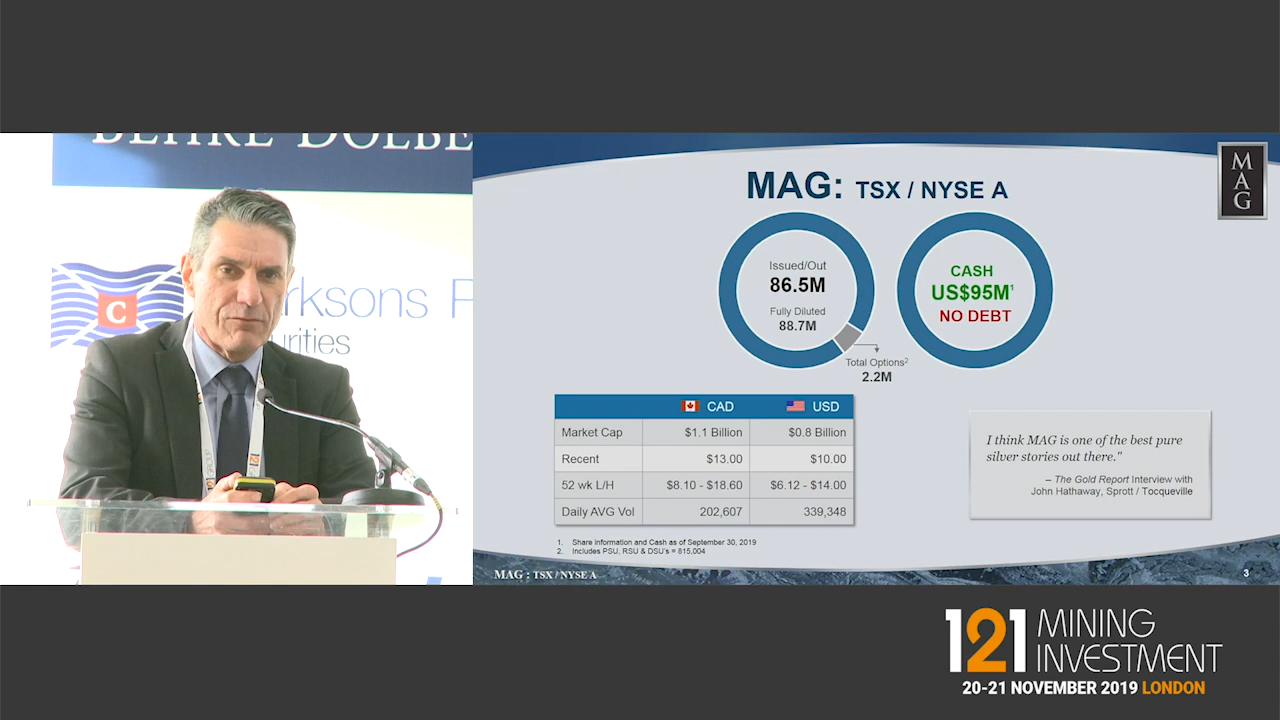 BEHRE DOLBE
C
rksons P
urities
121
MAG: TSX / NYSE A
MAG
Issued/Out
86.5M
Fully Diluted
88.7M
Total Options²
2.2M
CASH
US$95M¹
NO DEBT
CAD USD
Market Cap $1.1 Billion $0.8 Billion
Recent $13.00 $10.00
52 wk L/H $8.10 - $18.60 $6.12 - $14.00
Daily AVG Vol 202,607 339,348
I think MAG is one of the best pure
silver stories out there."
– The Gold Report Interview with
John Hathaway, Sprott / Tocqueville
1. Share information and Cash as of September 30, 2019
2. Includes PSU, RSU & DSU's = 815,004
MAG : TSX / NYSE A
3
121 MINING
INVESTMENT
20-21 NOVEMBER 2019 LONDON